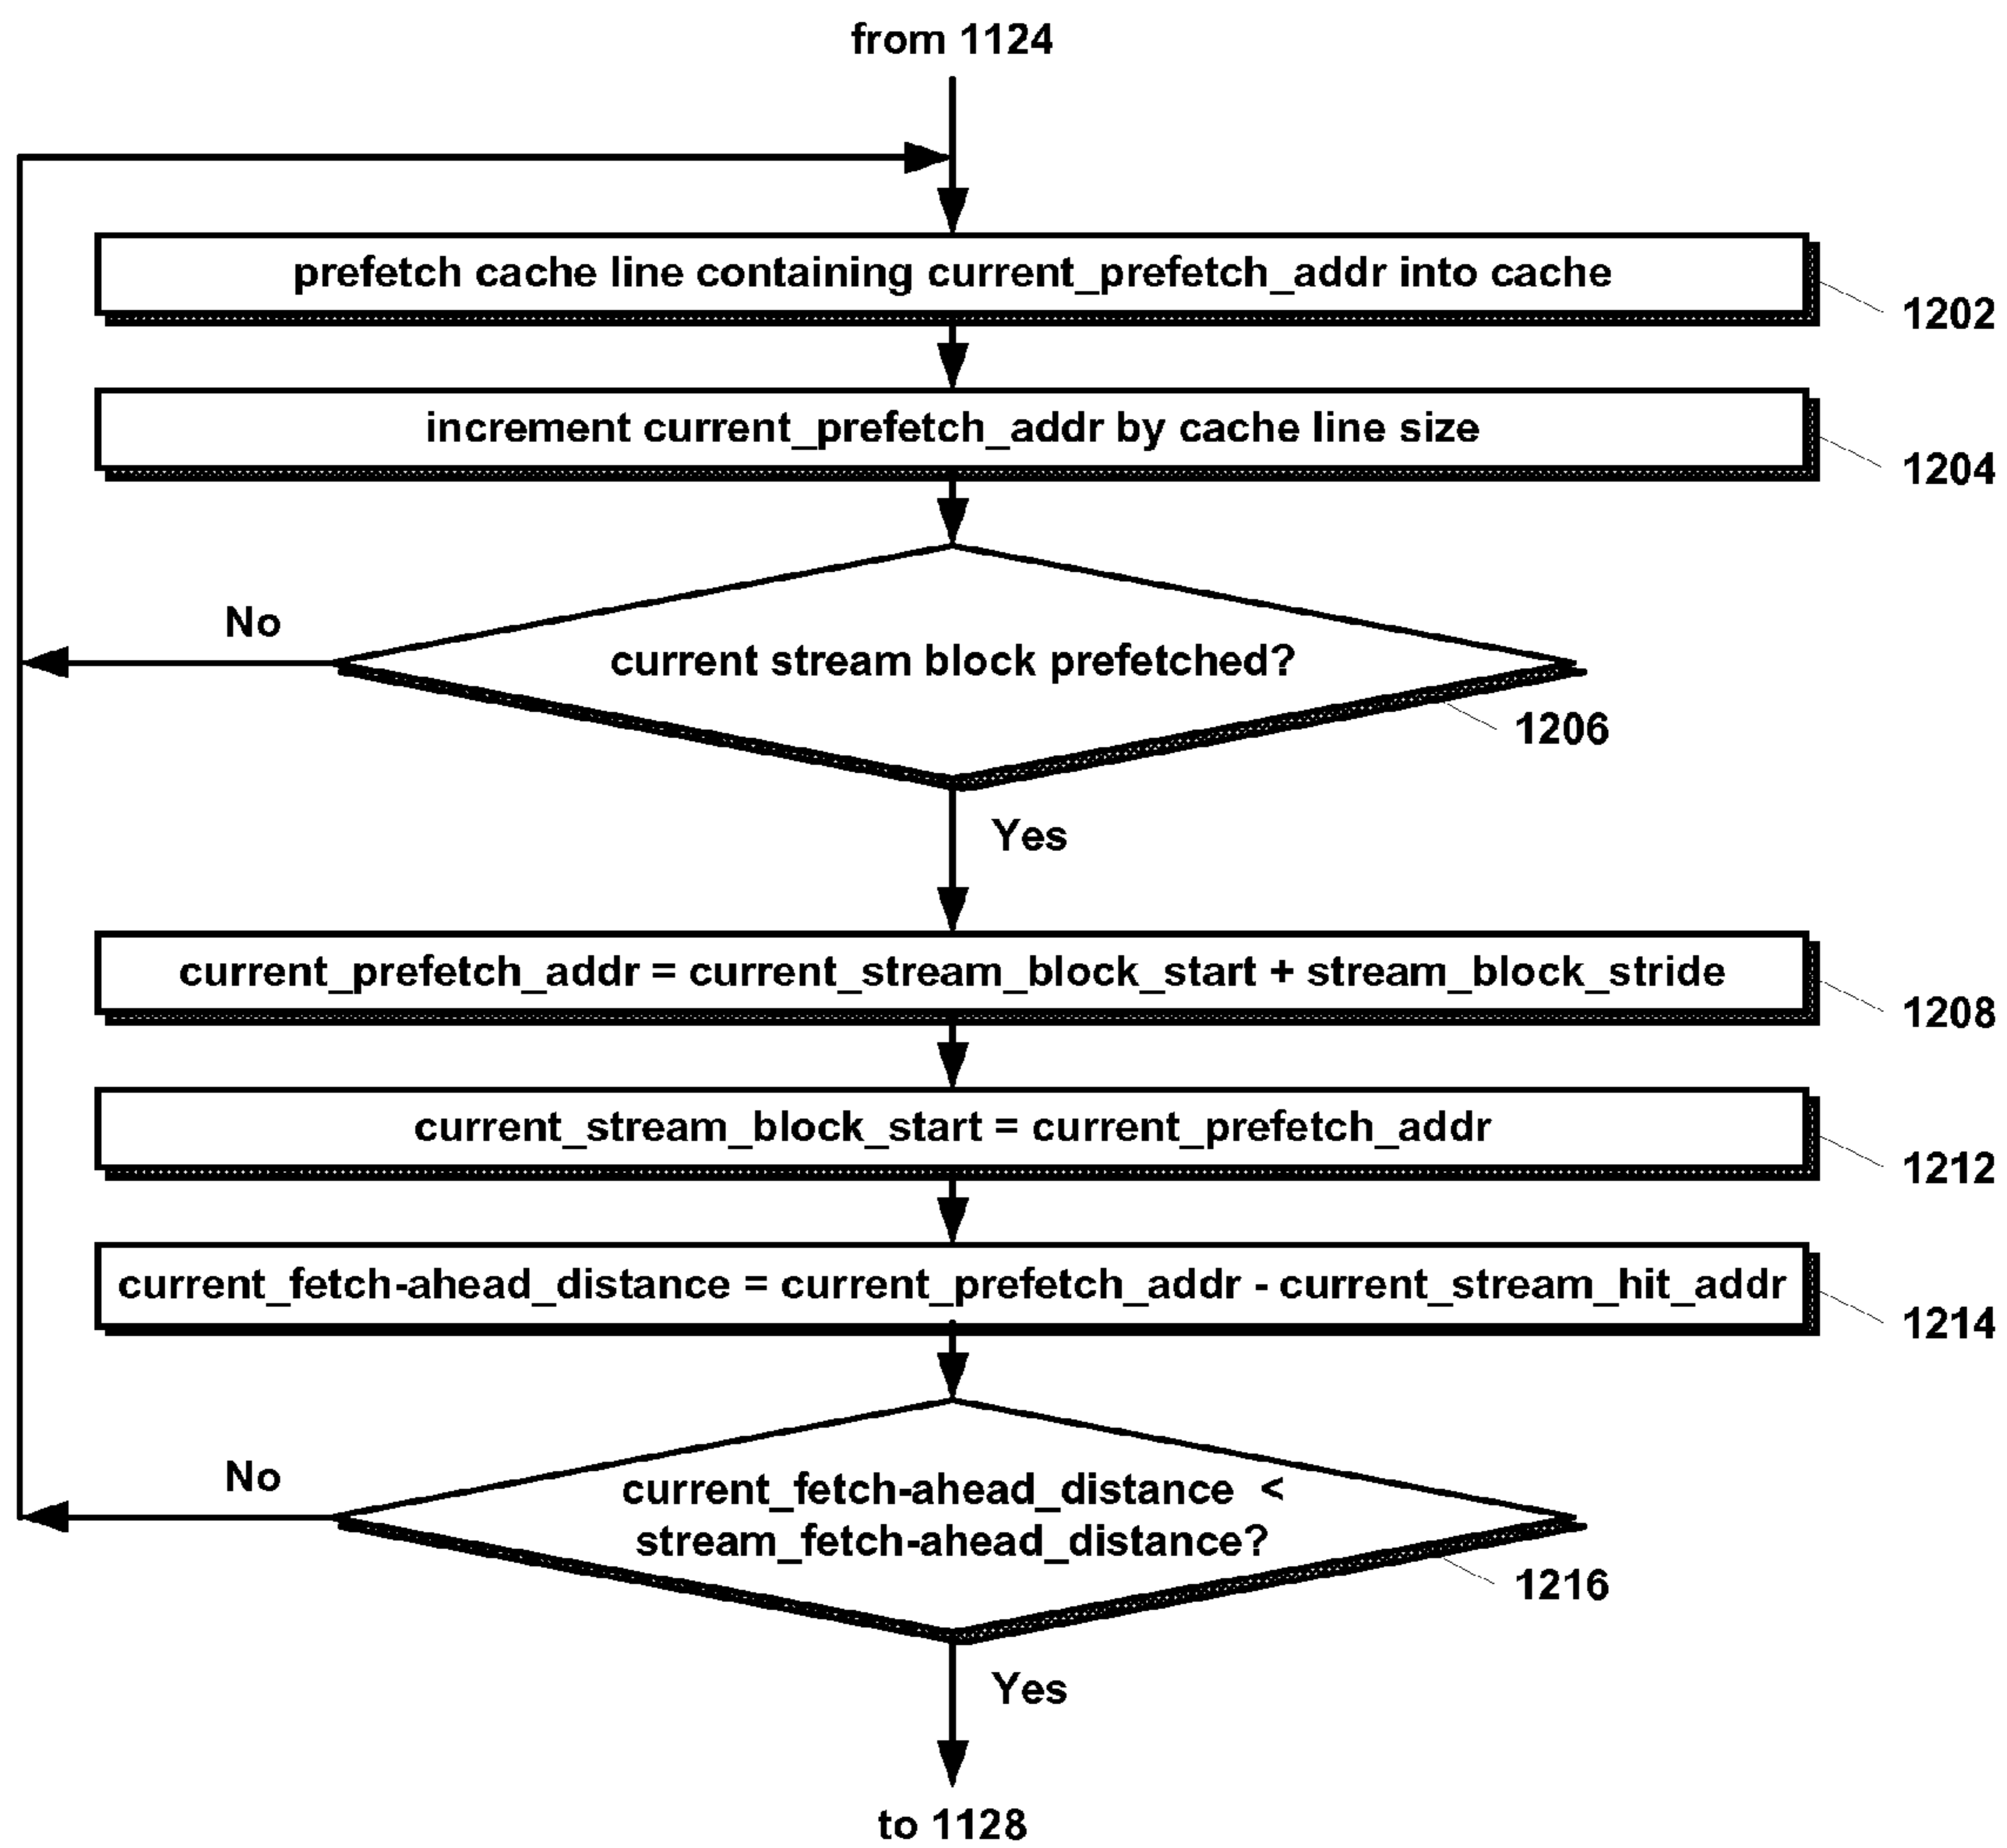 from 1124
prefetch cache line containing current_prefetch_addr into cache
1202
increment current_prefetch_addr by cache line size
1204
No
current stream block prefetched?
1206
Yes
current_prefetch_addr = current_stream_block_start + stream_block_stride
1208
current_stream_block_start = current_prefetch_addr
1212
current_fetch-ahead_distance = current_prefetch_addr - current_stream_hit_addr
1214
No
current_fetch-ahead_distance <
stream_fetch-ahead_distance?
1216
Yes
to 1128